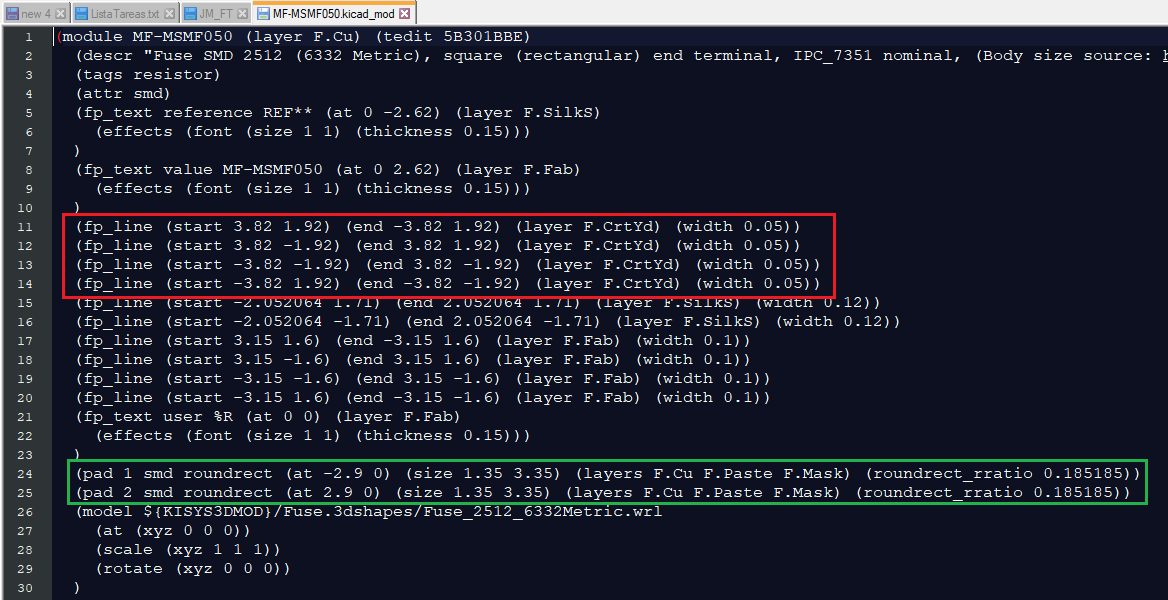 new 4 ListaTareas.txt JM_FT MF-MSMF050.kicad_mod
1 (module MF-MSMF050 (layer F.Cu) (tedit 5B301BBE)
2 (descr "Fuse SMD 2512 (6332 Metric), square (rectangular) end terminal, IPC_7351 nominal, (Body size source: h
3 (tags resistor)
4 (attr smd)
5 (fp_text reference REF** (at 0 -2.62) (layer F.SilkS)
6 (effects (font (size 1 1) (thickness 0.15)))
7 )
8 (fp_text value MF-MSMF050 (at 0 2.62) (layer F.Fab)
9 (effects (font (size 1 1) (thickness 0.15)))
10 )
11 (fp_line (start 3.82 1.92) (end -3.82 1.92) (layer F.CrtYd) (width 0.05))
12 (fp_line (start 3.82 -1.92) (end 3.82 1.92) (layer F.CrtYd) (width 0.05))
13 (fp_line (start -3.82 -1.92) (end 3.82 -1.92) (layer F.CrtYd) (width 0.05))
14 (fp_line (start -3.82 1.92) (end -3.82 -1.92) (layer F.CrtYd) (width 0.05))
15 (fp_line (start -2.052064 1.71) (end 2.052064 1.71) (layer F.SilkS) (width 0.12))
16 (fp_line (start -2.052064 -1.71) (end 2.052064 -1.71) (layer F.SilkS) (width 0.12))
17 (fp_line (start 3.15 1.6) (end -3.15 1.6) (layer F.Fab) (width 0.1))
18 (fp_line (start 3.15 -1.6) (end 3.15 1.6) (layer F.Fab) (width 0.1))
19 (fp_line (start -3.15 -1.6) (end 3.15 -1.6) (layer F.Fab) (width 0.1))
20 (fp_line (start -3.15 1.6) (end -3.15 -1.6) (layer F.Fab) (width 0.1))
21 (fp_text user %R (at 0 0) (layer F.Fab)
22 (effects (font (size 1 1) (thickness 0.15)))
23 )
24 (pad 1 smd roundrect (at -2.9 0) (size 1.35 3.35) (layers F.Cu F.Paste F.Mask) (roundrect_rratio 0.185185))
25 (pad 2 smd roundrect (at 2.9 0) (size 1.35 3.35) (layers F.Cu F.Paste F.Mask) (roundrect_rratio 0.185185))
26 (model ${KISYS3DMOD}/Fuse.3dshapes/Fuse_2512_6332Metric.wrl
27 (at (xyz 0 0 0))
28 (scale (xyz 1 1 1))
29 (rotate (xyz 0 0 0))
30 )